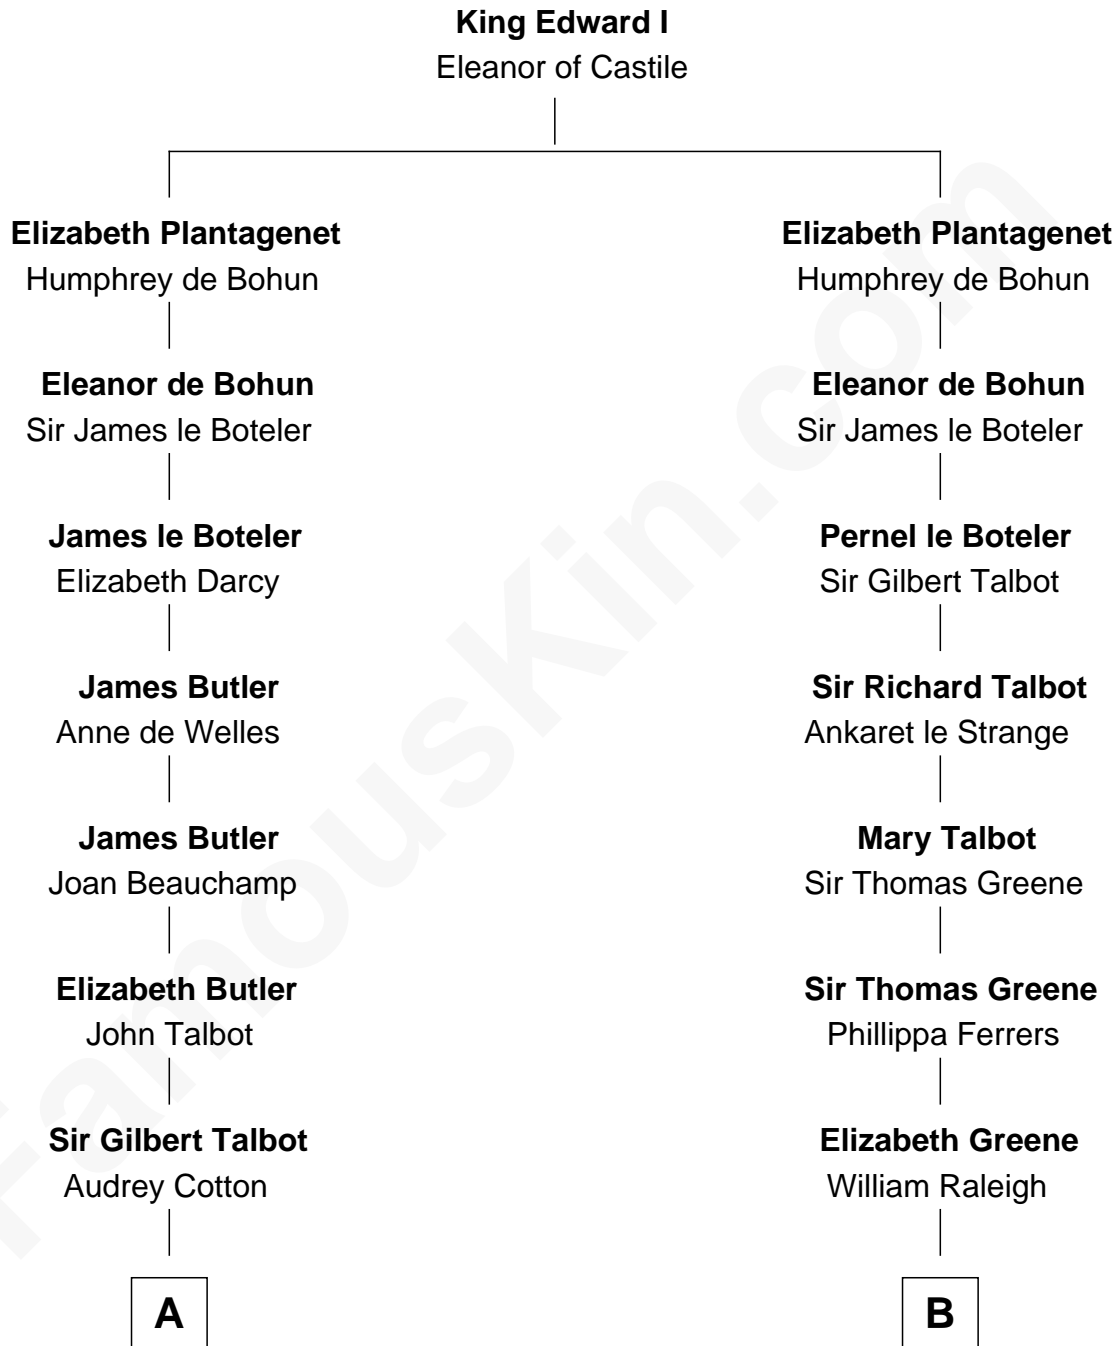 King Edward I
Eleanor of Castile
Elizabeth Plantagenet
Humphrey de Bohun
Eleanor de Bohun
Sir James le Boteler
James le Boteler
Elizabeth Darcy
James Butler
Anne de Welles
James Butler
Joan Beauchamp
Elizabeth Butler
John Talbot
Sir Gilbert Talbot
Audrey Cotton
A
Elizabeth Plantagenet
Humphrey de Bohun
Eleanor de Bohun
Sir James le Boteler
Pernel le Boteler
Sir Gilbert Talbot
Sir Richard Talbot
Ankaret le Strange
Mary Talbot
Sir Thomas Greene
Sir Thomas Greene
Phillippa Ferrers
Elizabeth Greene
William Raleigh
B
FamousKin.com